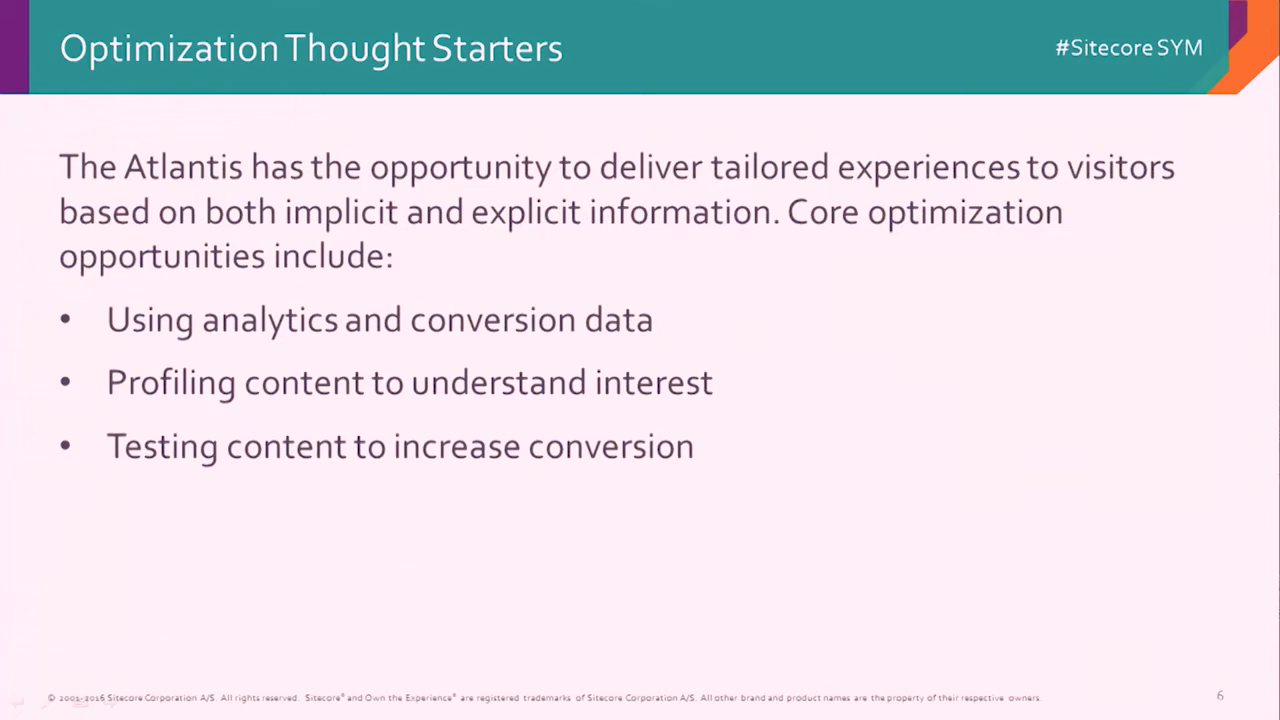 Optimization Thought Starters
#Sitecore SYM
The Atlantis has the opportunity to deliver tailored experiences to visitors
based on both implicit and explicit information. Core optimization
opportunities include:
• Using analytics and conversion data
• Profiling content to understand interest
• Testing content to increase conversion
© 2001-2016 Sitecore Corporation A/S. All rights reserved. Sitecore® and Own the Experience® are registered trademarks of Sitecore Corporation A/S. All other brand and product names are the property of their respective owners.
6